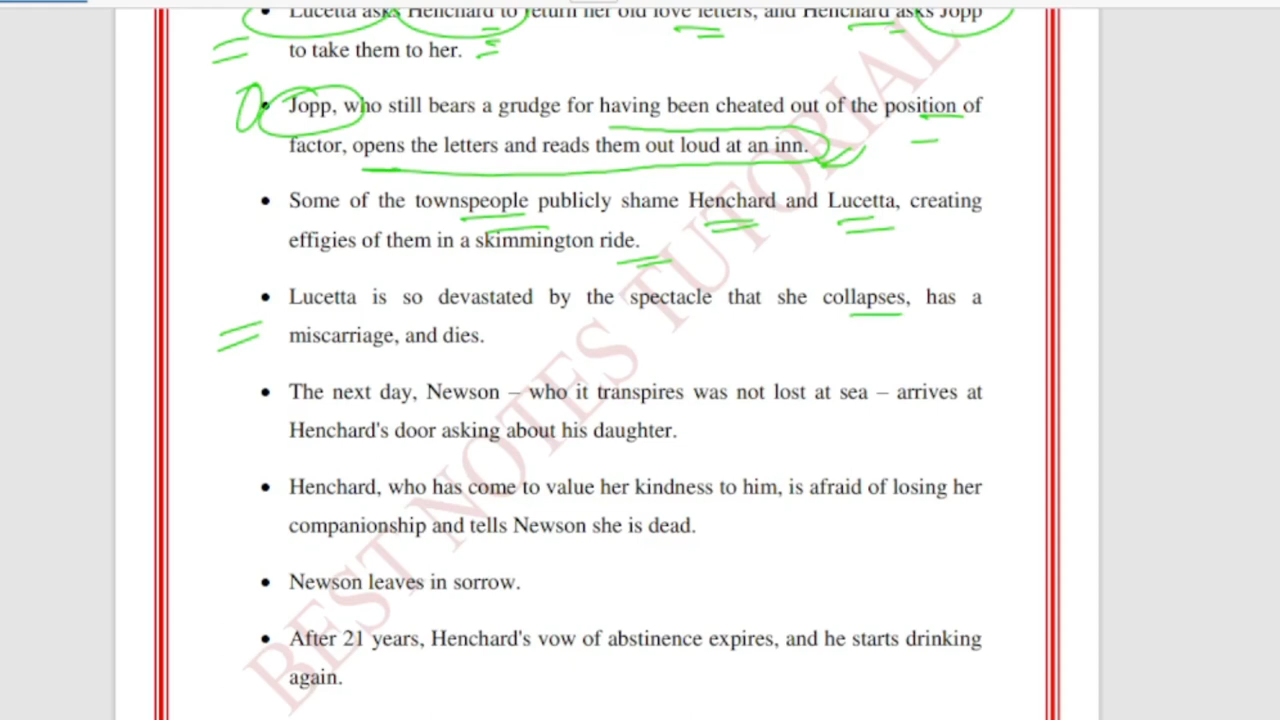 Lucetta asks Henchard to return her old love letters, and Henchard asks Jopp
to take them to her.
• Jopp, who still bears a grudge for having been cheated out of the position of
factor, opens the letters and reads them out loud at an inn.
• Some of the townspeople publicly shame Henchard and Lucetta, creating
effigies of them in a skimmington ride.
• Lucetta is so devastated by the spectacle that she collapses, has a
miscarriage, and dies.
• The next day, Newson – who it transpires was not lost at sea – arrives at
Henchard's door asking about his daughter.
• Henchard, who has come to value her kindness to him, is afraid of losing her
companionship and tells Newson she is dead.
• Newson leaves in sorrow.
• After 21 years, Henchard's vow of abstinence expires, and he starts drinking
again.
BEST NOTES TUTORIAL